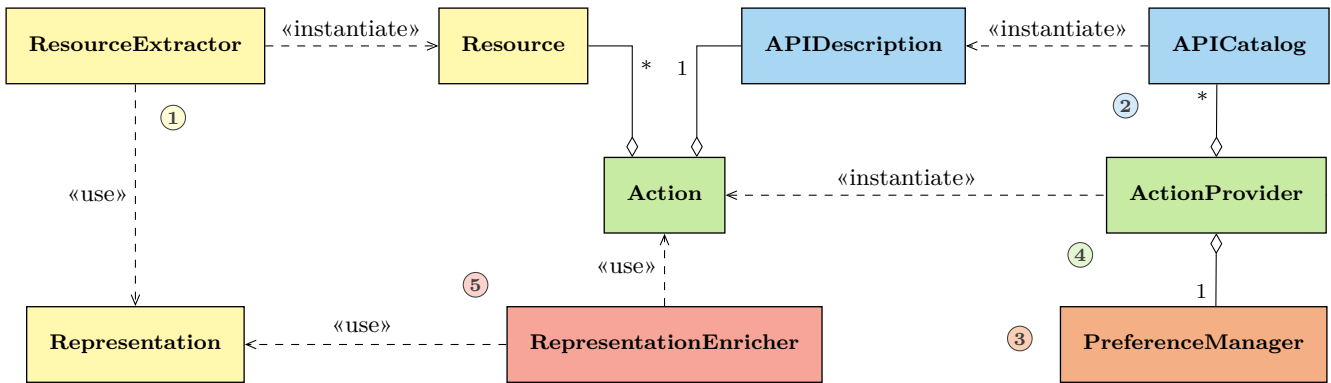 «instantiate»
«instantiate»
ResourceExtractor
Resource
APIDescription
APICatalog
*
1
*
1
2
«use»
«instantiate»
Action
ActionProvider
4
«use»
5
1
«use»
3
Representation
RepresentationEnricher
PreferenceManager